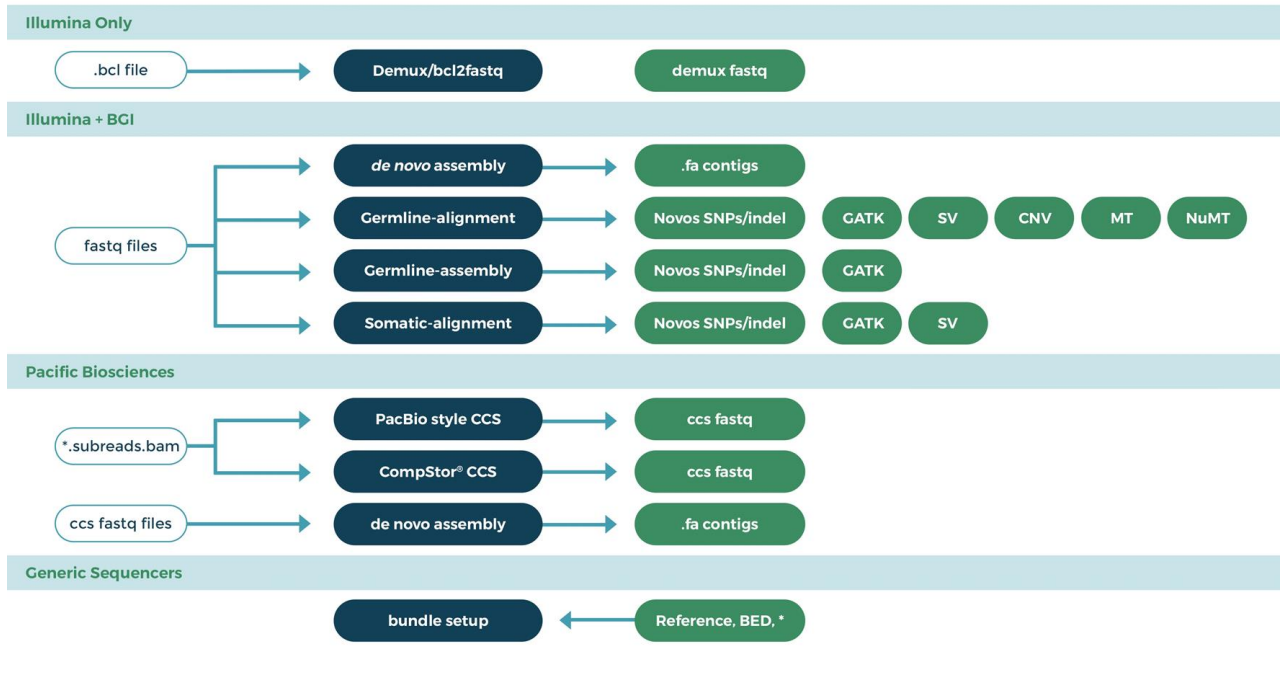 Illumina Only
.bcl file
Demux/bcl2fastq
demux fastq
Illumina + BGI
fastq files
de novo assembly
.fa contigs
Germline-alignment
Novos SNPs/indel
GATK
SV
CNV
MT
NuMT
Germline-assembly
Novos SNPs/indel
GATK
Somatic-alignment
Novos SNPs/indel
GATK
SV
Pacific Biosciences
*.subreads.bam
PacBio style CCS
ccs fastq
CompStor® CCS
ccs fastq
ccs fastq files
de novo assembly
.fa contigs
Generic Sequencers
bundle setup
Reference, BED, *